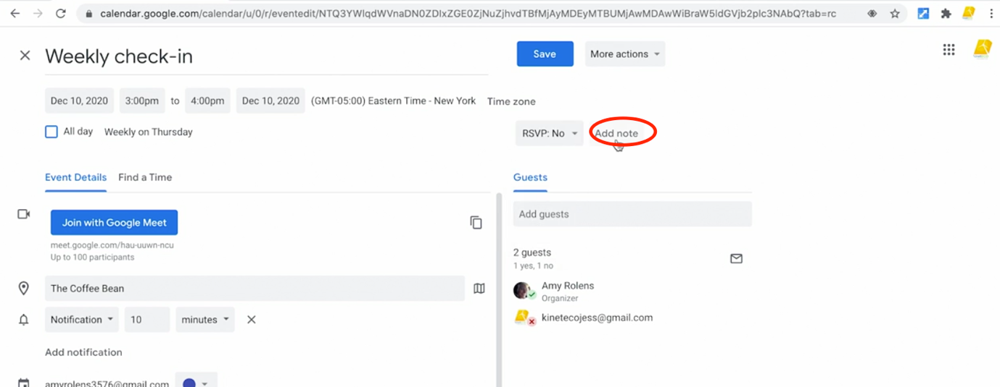 calendar.google.com/calendar/u/0/r/eventedit/NTQ3YWlqdWVnaDN0ZDIxZGE0ZjNuZjhvdTBfMjAyMDEyMTBUMjAwMDAwWiBraW5ldGVjb2plc3NAbQ?tab=rc
Weekly check-in
Save
More actions
Dec 10, 2020 3:00pm to 4:00pm Dec 10, 2020 (GMT-05:00) Eastern Time - New York Time zone
All day Weekly on Thursday
RSVP: No Add note
Event Details Find a Time
Guests
Join with Google Meet
meet.google.com/hau-uuwn-ncu
Up to 100 participants
The Coffee Bean
Notification 10 minutes
Add notification
amyrolens3576@gmail.com
Add guests
2 guests
1 yes, 1 no
Amy Rolens
Organizer
kinetecojess@gmail.com